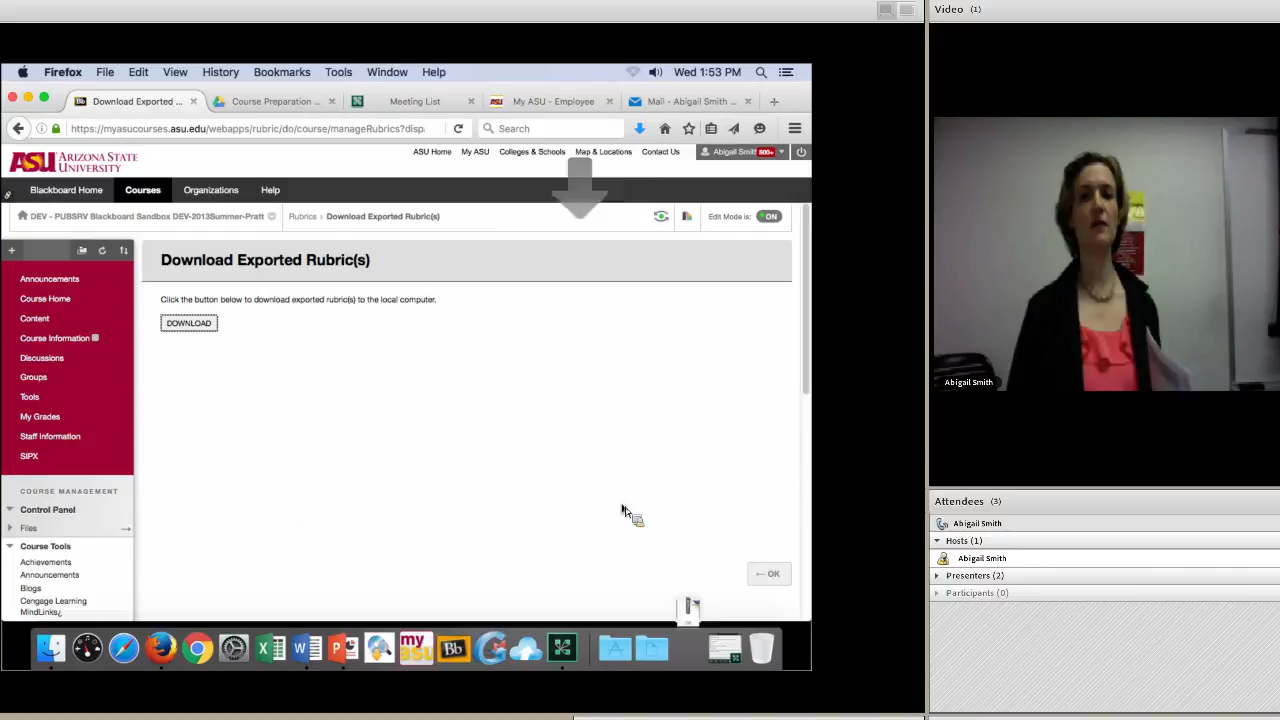 Video (1)
Firefox File Edit View History Bookmarks Tools Window Help Wed 1:53 PM
Download Exported ... Course Preparation ... Meeting List My ASU - Employee Mail - Abigail Smith ...
https://myasucourses.asu.edu/webapps/rubric/do/course/manageRubrics?disp. Search
ASU ARIZONA STATE UNIVERSITY
ASU Home My ASU Colleges & Schools Map & Locations Contact Us Abigail Smith 500+
Blackboard Home Courses Organizations Help
DEV - PUBSRV Blackboard Sandbox DEV-2013Summer-Pratt Rubrics > Download Exported Rubric(s) Edit Mode is: ON
Download Exported Rubric(s)
Click the button below to download exported rubric(s) to the local computer.
DOWNLOAD
← OK
Announcements
Course Home
Content
Course Information
Discussions
Groups
Tools
My Grades
Staff Information
SIPX
COURSE MANAGEMENT
Control Panel
Files
Course Tools
Achievements
Announcements
Blogs
Cengage Learning
MindLinks¿
my asu
Bb
Abigail Smith
Attendees (3)
Abigail Smith
Hosts (1)
Abigail Smith
Presenters (2)
Participants (0)